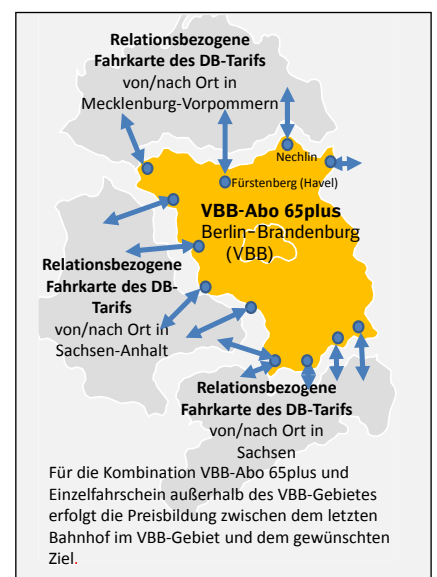 Relationsbezogene
Fahrkarte des DB-Tarifs
von/nach Ort in
Mecklenburg-Vorpommern
Nechlin
Fürstenberg (Havel)
VBB-Abo 65plus
Berlin-Brandenburg
(VBB)
Relationsbezogene
Fahrkarte des DB-
Tarifs
von/nach Ort in
Sachsen-Anhalt
Relationsbezogene
Fahrkarte des DB-Tarifs
von/nach Ort in
Sachsen
Für die Kombination VBB-Abo 65plus und
Einzelfahrschein außerhalb des VBB-Gebietes
erfolgt die Preisbildung zwischen dem letzten
Bahnhof im VBB-Gebiet und dem gewünschten
Ziel.